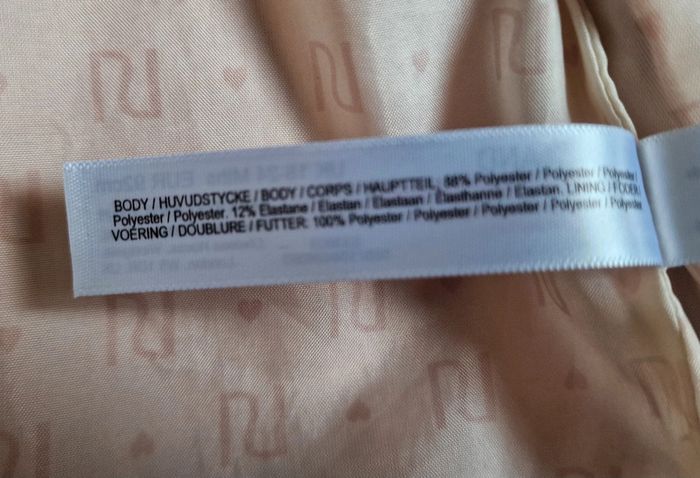 BODY / HUVUDSTYCKE / BODY / CORPS / HAUPTTEIL. 88% Polyester / Polyester / Polyester /
Polyester / Polyester. 12% Elastane / Elastan / Elastaan / Élasthanne / Elastan. LINING / FODER /
VOERING / DOUBLURE / FUTTER: 100% Polyester / Polyester / Polyester / Polyester / Polyester